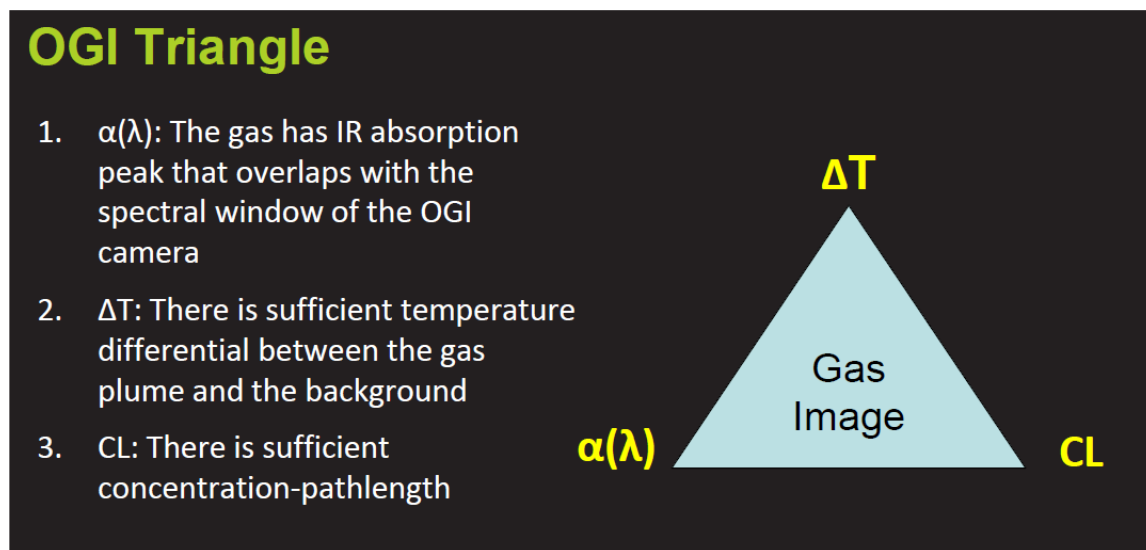 OGI Triangle
1. α(λ): The gas has IR absorption
peak that overlaps with the
spectral window of the OGI
camera
2. ΔT: There is sufficient temperature
differential between the gas
plume and the background
3. CL: There is sufficient
concentration-pathlength
ΔT
Gas
Image
α(λ)
CL